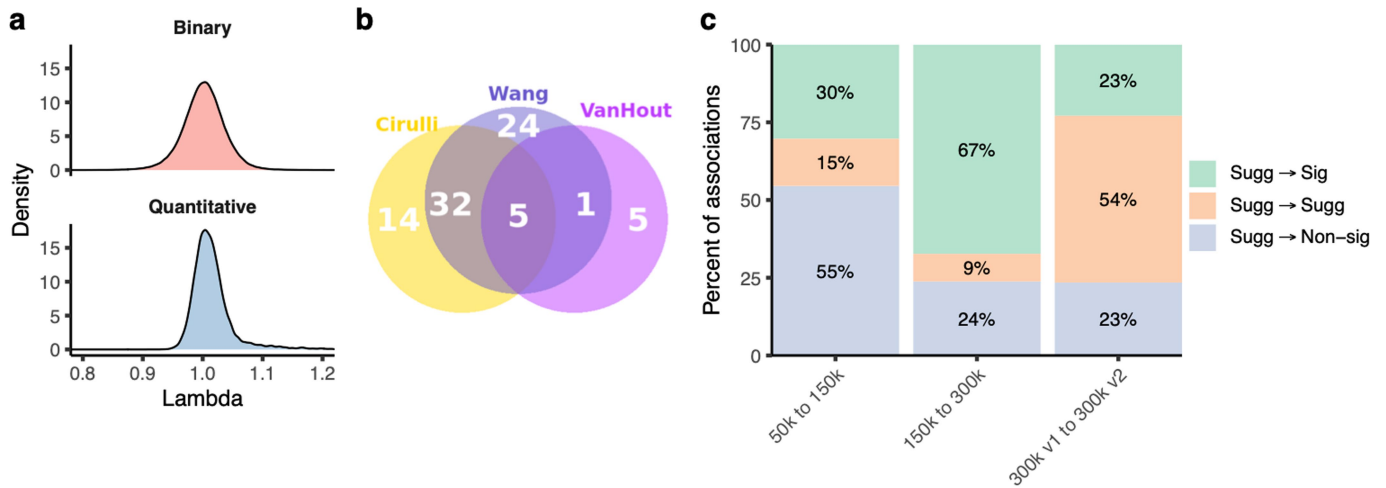 a
Binary
15
10
5
0
Quantitative
15
10
5
0
Density
0.8 0.9 1.0 1.1 1.2
Lambda
b
Wang
VanHout
Cirulli
24
32
14
5
1
5
c
Percent of associations
100
75
50
25
0
30%
15%
55%
67%
9%
24%
23%
54%
23%
50k to 150k
150k to 300k
300k v1 to 300k v2
Sugg → Sig
Sugg → Sugg
Sugg → Non−sig